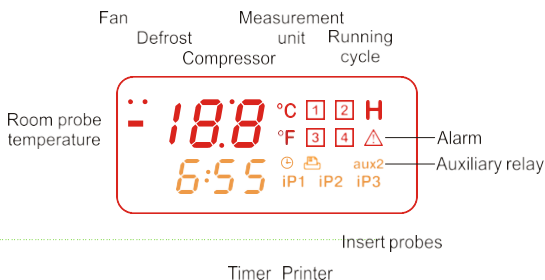 Fan
Measurement
unit
Defrost
Running
cycle
Compressor
Room probe
temperature
-18.8
°C 1 2 H
°F 3 4
Alarm
6:55
aux2
Auxiliary relay
iP1 iP2 iP3
Insert probes
Timer Printer